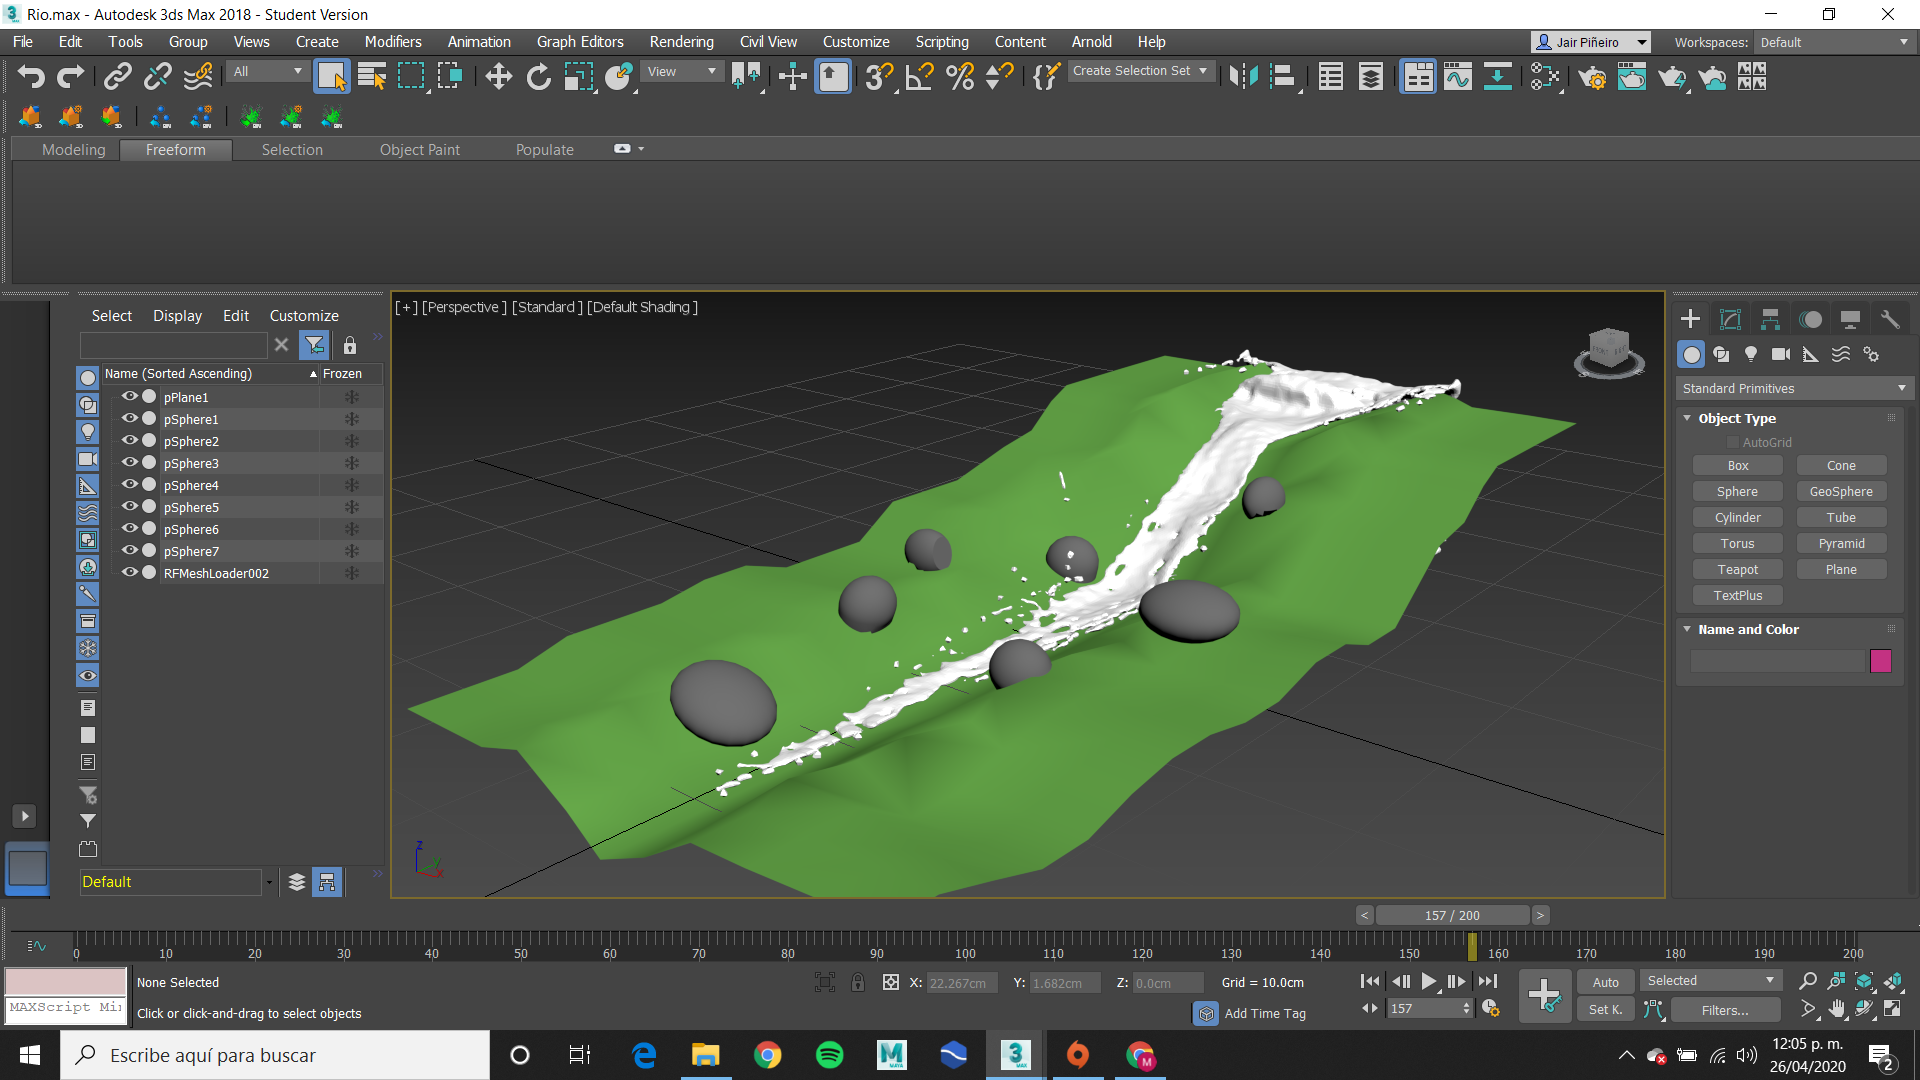 Rio.max - Autodesk 3ds Max 2018 - Student Version
File Edit Tools Group Views Create Modifiers Animation Graph Editors Rendering Civil View Customize Scripting Content Arnold Help
Jair Piñeiro Workspaces: Default
All View Create Selection Set
Modeling Freeform Selection Object Paint Populate
Select Display Edit Customize
Name (Sorted Ascending) Frozen
pPlane1
pSphere1
pSphere2
pSphere3
pSphere4
pSphere5
pSphere6
pSphere7
RFMeshLoader002
Default
[+] [Perspective] [Standard] [Default Shading]
Z
Y
X
Standard Primitives
Object Type
AutoGrid
Box Cone
Sphere GeoSphere
Cylinder Tube
Torus Pyramid
Teapot Plane
TextPlus
Name and Color
< 157 / 200 >
0 10 20 30 40 50 60 70 80 90 100 110 120 130 140 150 160 170 180 190 200
None Selected X: 22.267cm Y: 1.682cm Z: 0.0cm Grid = 10.0cm Auto Selected
MAXScript Mi
Click or click-and-drag to select objects Add Time Tag 157 Set K. Filters...
Escribe aquí para buscar
MAYA
3
MAX
M
12:05 p. m.
26/04/2020
2